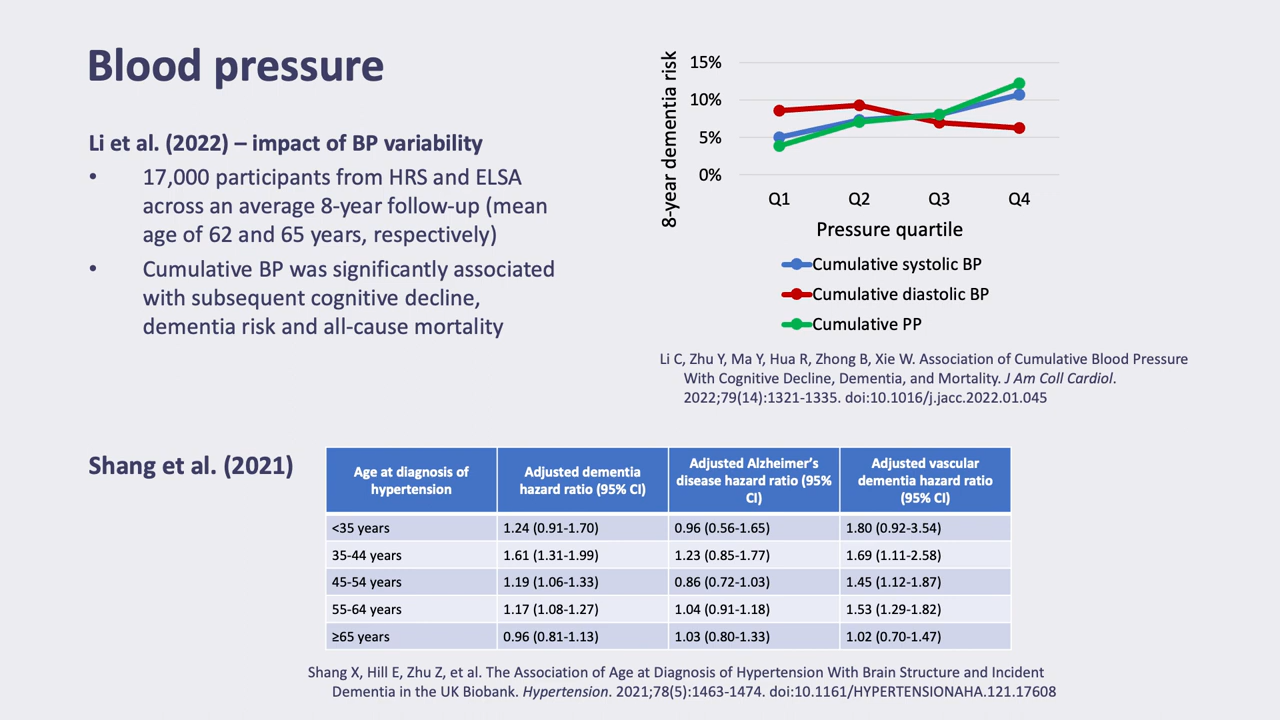 Blood pressure
Li et al. (2022) – impact of BP variability
• 17,000 participants from HRS and ELSA
across an average 8-year follow-up (mean
age of 62 and 65 years, respectively)
• Cumulative BP was significantly associated
with subsequent cognitive decline,
dementia risk and all-cause mortality
8-year dementia risk
15%
10%
5%
0%
Q1 Q2 Q3 Q4
Pressure quartile
Cumulative systolic BP
Cumulative diastolic BP
Cumulative PP
Li C, Zhu Y, Ma Y, Hua R, Zhong B, Xie W. Association of Cumulative Blood Pressure
With Cognitive Decline, Dementia, and Mortality. J Am Coll Cardiol.
2022;79(14):1321-1335. doi:10.1016/j.jacc.2022.01.045
Shang et al. (2021)
Age at diagnosis of
hypertension
Adjusted dementia
hazard ratio (95% CI)
Adjusted Alzheimer’s
disease hazard ratio (95%
CI)
Adjusted vascular
dementia hazard ratio
(95% CI)
<35 years 1.24 (0.91-1.70) 0.96 (0.56-1.65) 1.80 (0.92-3.54)
35-44 years 1.61 (1.31-1.99) 1.23 (0.85-1.77) 1.69 (1.11-2.58)
45-54 years 1.19 (1.06-1.33) 0.86 (0.72-1.03) 1.45 (1.12-1.87)
55-64 years 1.17 (1.08-1.27) 1.04 (0.91-1.18) 1.53 (1.29-1.82)
≥65 years 0.96 (0.81-1.13) 1.03 (0.80-1.33) 1.02 (0.70-1.47)
Shang X, Hill E, Zhu Z, et al. The Association of Age at Diagnosis of Hypertension With Brain Structure and Incident
Dementia in the UK Biobank. Hypertension. 2021;78(5):1463-1474. doi:10.1161/HYPERTENSIONAHA.121.17608